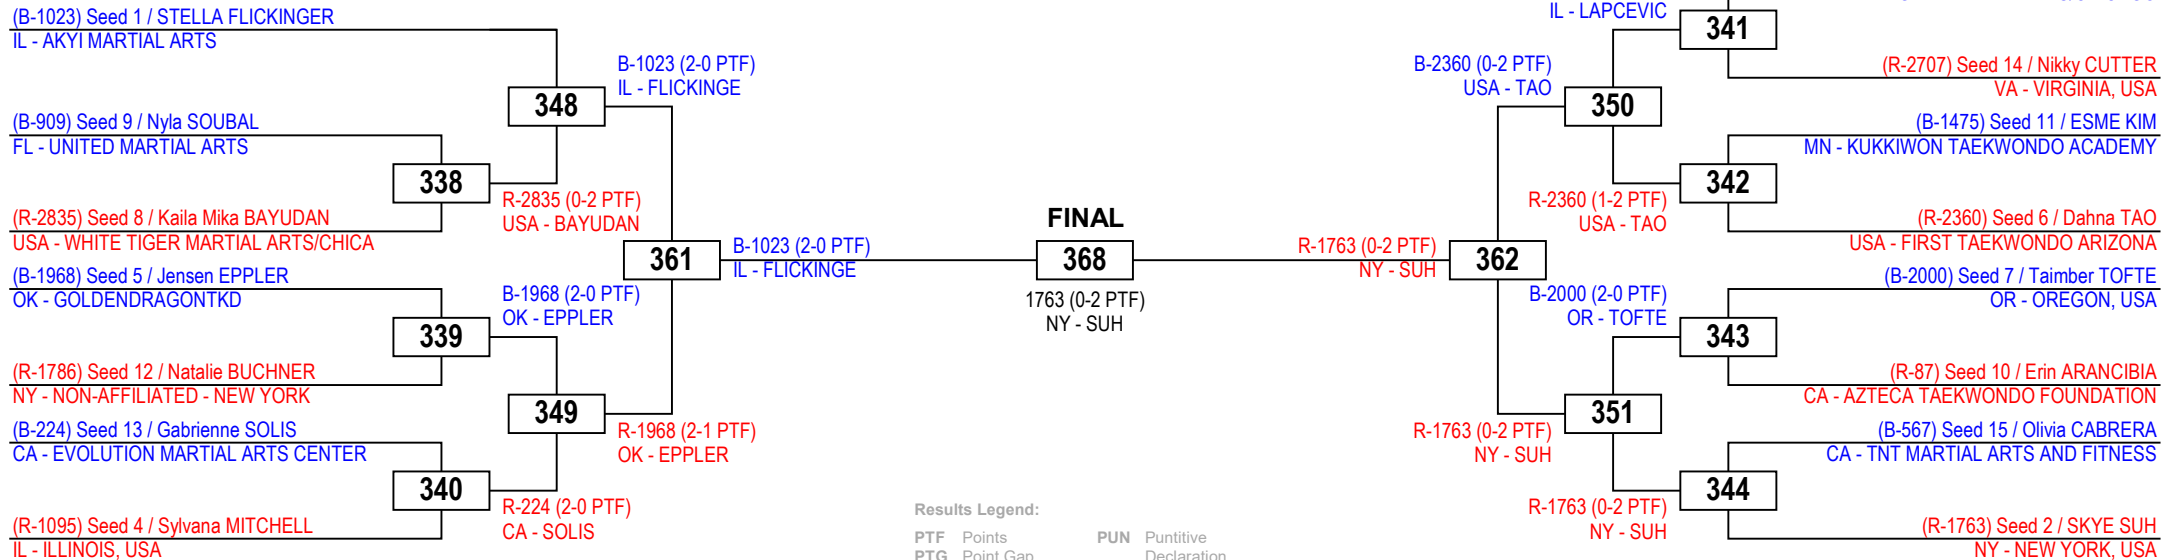 (B-1023) Seed 1 / STELLA FLICKINGER
IL - AKYI MARTIAL ARTS
(B-909) Seed 9 / Nyla SOUBAL
FL - UNITED MARTIAL ARTS
(R-2835) Seed 8 / Kaila Mika BAYUDAN
USA - WHITE TIGER MARTIAL ARTS/CHICA
(B-1968) Seed 5 / Jensen EPPLER
OK - GOLDENDRAGONTKD
(R-1786) Seed 12 / Natalie BUCHNER
NY - NON-AFFILIATED - NEW YORK
(B-224) Seed 13 / Gabrienne SOLIS
CA - EVOLUTION MARTIAL ARTS CENTER
(R-1095) Seed 4 / Sylvana MITCHELL
IL - ILLINOIS, USA
338
339
340
348
R-2835 (0-2 PTF)
USA - BAYUDAN
B-1968 (2-0 PTF)
OK - EPPLER
349
R-224 (2-0 PTF)
CA - SOLIS
B-1023 (2-0 PTF)
IL - FLICKINGE
361
R-1968 (2-1 PTF)
OK - EPPLER
B-1023 (2-0 PTF)
IL - FLICKINGE
FINAL
368
1763 (0-2 PTF)
NY - SUH
Results Legend:
PTF Points
PUN Puntitive
PTG Point Gap
Declaration
R-1763 (0-2 PTF)
NY - SUH
362
B-2360 (0-2 PTF)
USA - TAO
R-1763 (0-2 PTF)
NY - SUH
IL - LAPCEVIC
350
R-2360 (1-2 PTF)
USA - TAO
B-2000 (2-0 PTF)
OR - TOFTE
351
R-1763 (0-2 PTF)
NY - SUH
341
342
343
344
(R-2707) Seed 14 / Nikky CUTTER
VA - VIRGINIA, USA
(B-1475) Seed 11 / ESME KIM
MN - KUKKIWON TAEKWONDO ACADEMY
(R-2360) Seed 6 / Dahna TAO
USA - FIRST TAEKWONDO ARIZONA
(B-2000) Seed 7 / Taimber TOFTE
OR - OREGON, USA
(R-87) Seed 10 / Erin ARANCIBIA
CA - AZTECA TAEKWONDO FOUNDATION
(B-567) Seed 15 / Olivia CABRERA
CA - TNT MARTIAL ARTS AND FITNESS
(R-1763) Seed 2 / SKYE SUH
NY - NEW YORK, USA